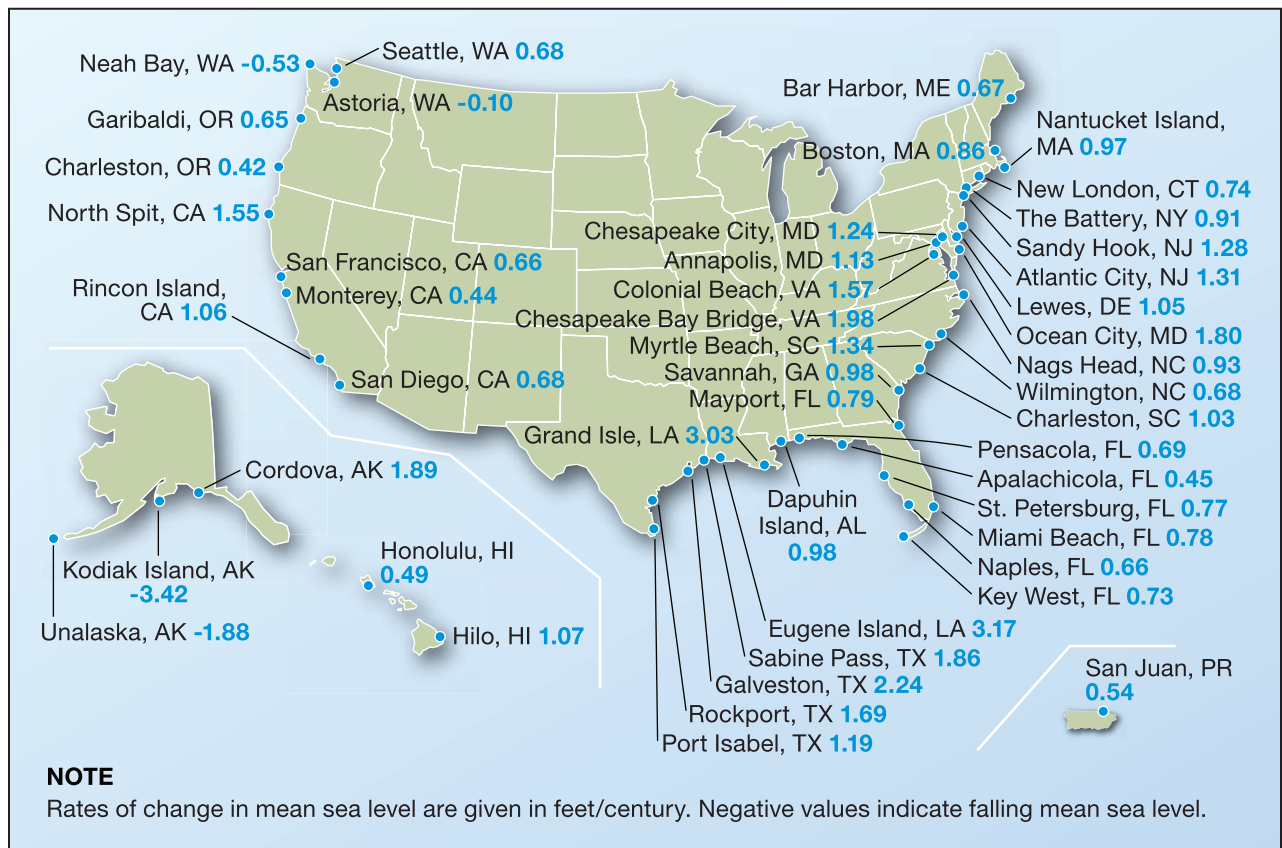 Neah Bay, WA -0.53
Seattle, WA 0.68
Astoria, WA -0.10
Garibaldi, OR 0.65
Charleston, OR 0.42
North Spit, CA 1.55
San Francisco, CA 0.66
Monterey, CA 0.44
Rincon Island,
CA 1.06
San Diego, CA 0.68
Bar Harbor, ME 0.67
Nantucket Island,
MA 0.97
Boston, MA 0.86
New London, CT 0.74
The Battery, NY 0.91
Sandy Hook, NJ 1.28
Atlantic City, NJ 1.31
Lewes, DE 1.05
Ocean City, MD 1.80
Nags Head, NC 0.93
Wilmington, NC 0.68
Charleston, SC 1.03
Chesapeake City, MD 1.24
Annapolis, MD 1.13
Colonial Beach, VA 1.57
Chesapeake Bay Bridge, VA 1.98
Myrtle Beach, SC 1.34
Savannah, GA 0.98
Mayport, FL 0.79
Grand Isle, LA 3.03
Dapuhin
Island, AL
0.98
Pensacola, FL 0.69
Apalachicola, FL 0.45
St. Petersburg, FL 0.77
Miami Beach, FL 0.78
Naples, FL 0.66
Key West, FL 0.73
Eugene Island, LA 3.17
Sabine Pass, TX 1.86
Galveston, TX 2.24
Rockport, TX 1.69
Port Isabel, TX 1.19
Cordova, AK 1.89
Kodiak Island, AK
-3.42
Unalaska, AK -1.88
Honolulu, HI
0.49
Hilo, HI 1.07
San Juan, PR
0.54
NOTE
Rates of change in mean sea level are given in feet/century. Negative values indicate falling mean sea level.